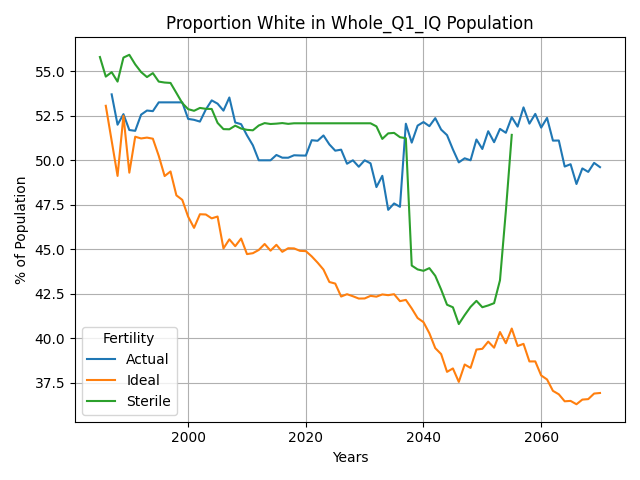 Proportion White in Whole_Q1_IQ Population
% of Population
55.0
52.5
50.0
47.5
45.0
42.5
40.0
37.5
Fertility
Actual
Ideal
Sterile
2000
2020
2040
2060
Years